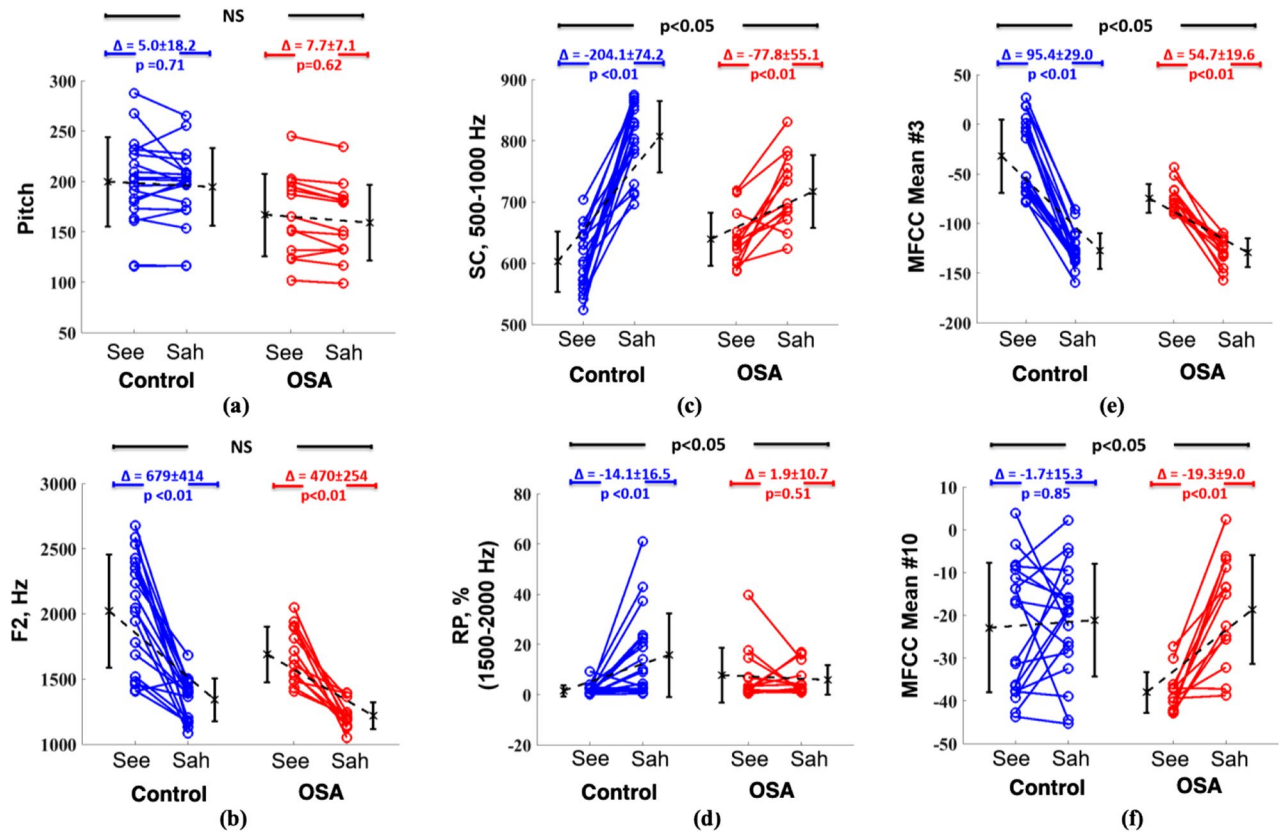 NS
Δ = 5.0±18.2
p =0.71
Δ = 7.7±7.1
p=0.62
Pitch
300
250
200
150
100
50
See Sah See Sah
Control OSA
(a)
p<0.05
Δ = -204.1±74.2
p <0.01
Δ = -77.8±55.1
p<0.01
SC, 500-1000 Hz
900
800
700
600
500
See Sah See Sah
Control OSA
(c)
p<0.05
Δ = 95.4±29.0
p <0.01
Δ = 54.7±19.6
p<0.01
MFCC Mean #3
50
0
-50
-100
-150
-200
See Sah See Sah
Control OSA
(e)
NS
Δ = 679±414
p <0.01
Δ = 470±254
p<0.01
F2, Hz
3000
2500
2000
1500
1000
See Sah See Sah
Control OSA
(b)
p<0.05
Δ = -14.1±16.5
p <0.01
Δ = 1.9±10.7
p=0.51
RP, %
(1500-2000 Hz)
80
60
40
20
0
-20
See Sah See Sah
Control OSA
(d)
p<0.05
Δ = -1.7±15.3
p =0.85
Δ = -19.3±9.0
p<0.01
MFCC Mean #10
10
0
-10
-20
-30
-40
-50
See Sah See Sah
Control OSA
(f)